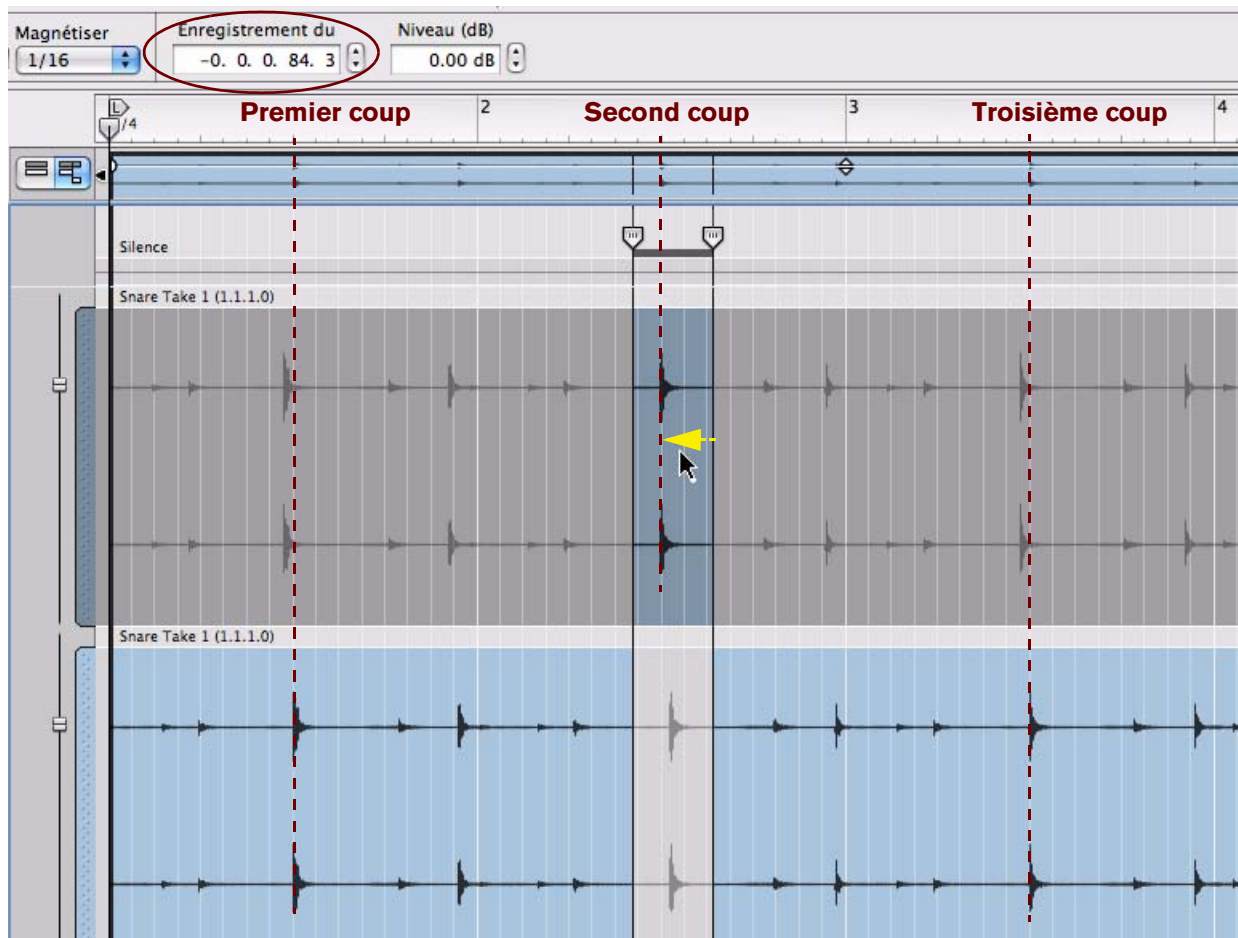 Magnétiser Enregistrement du Niveau (dB)
1/16 -0. 0. 0. 84. 3 0.00 dB
L Premier coup 2 Second coup 3 Troisième coup 4
/4
Silence
Snare Take 1 (1.1.1.0)
Snare Take 1 (1.1.1.0)